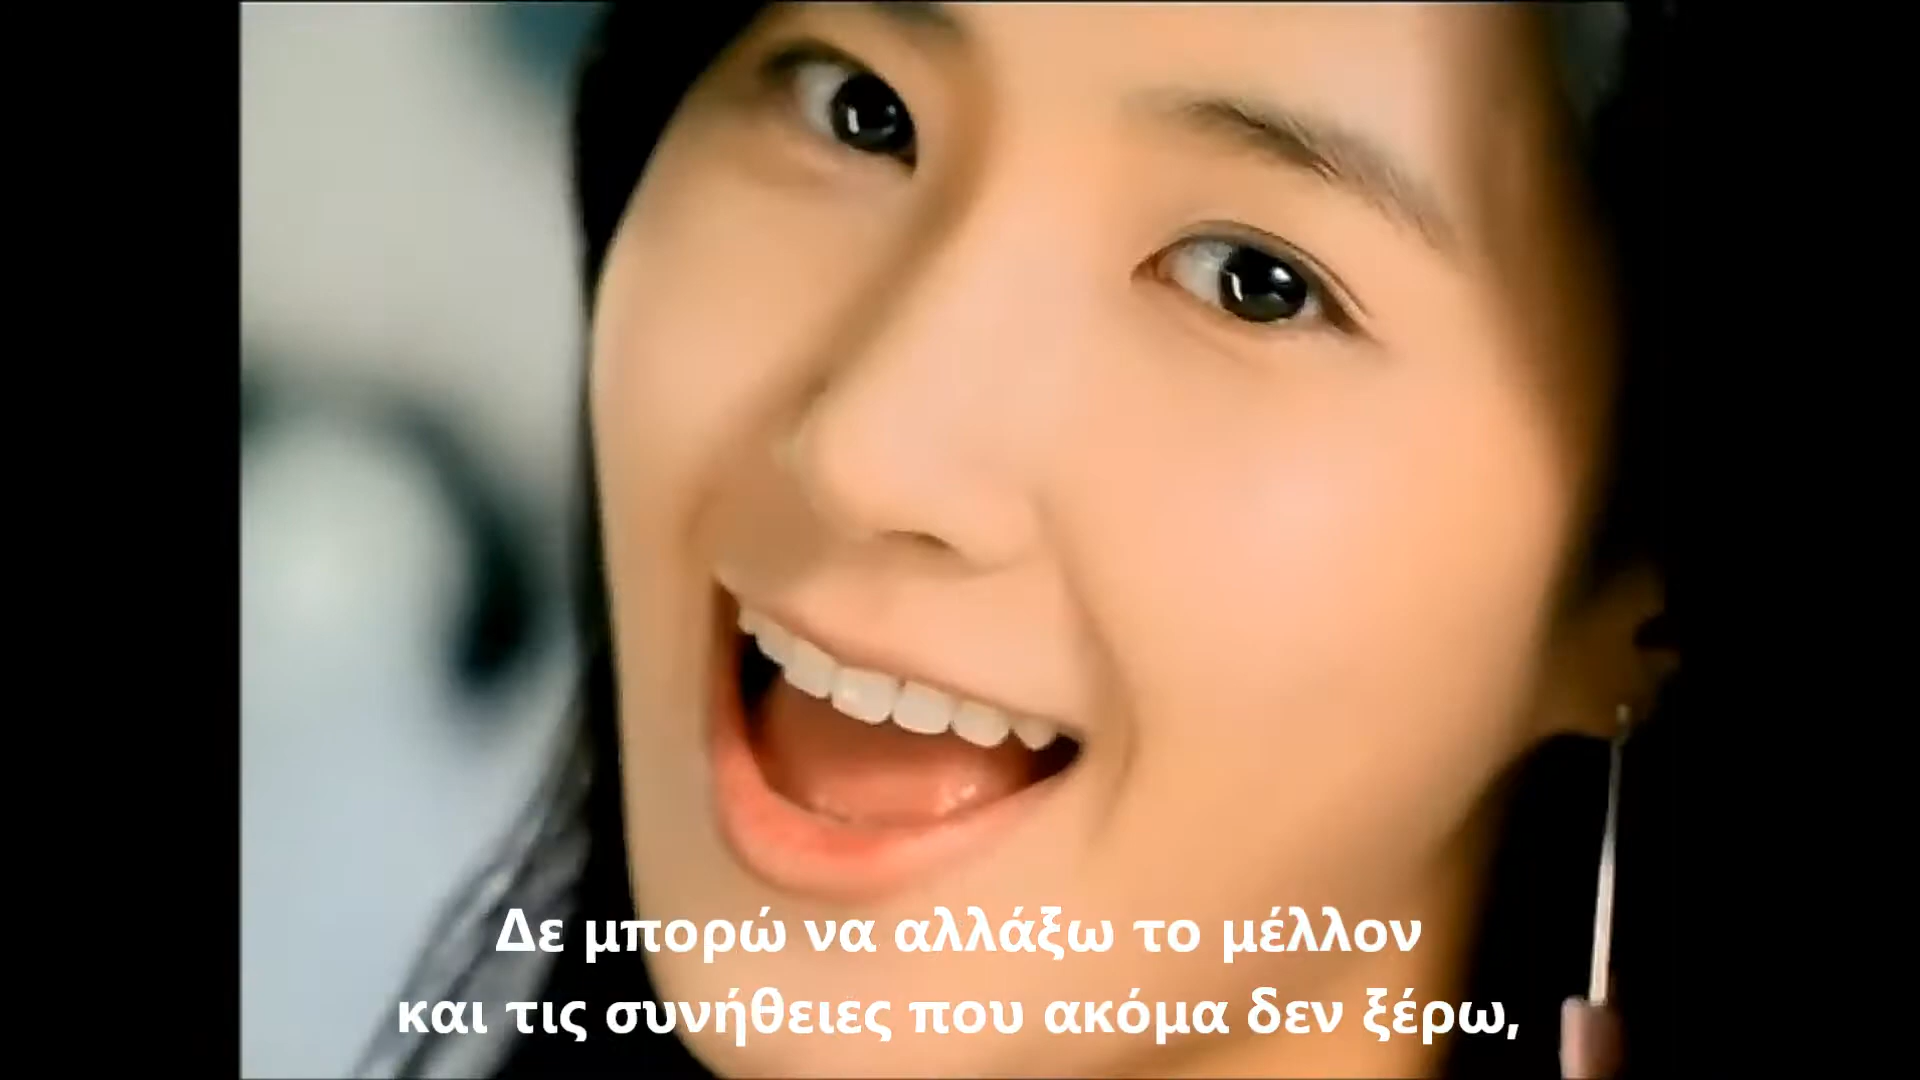 Δε μπορώ να αλλάξω το μέλλον
και τις συνήθειες που ακόμα δεν ξέρω,